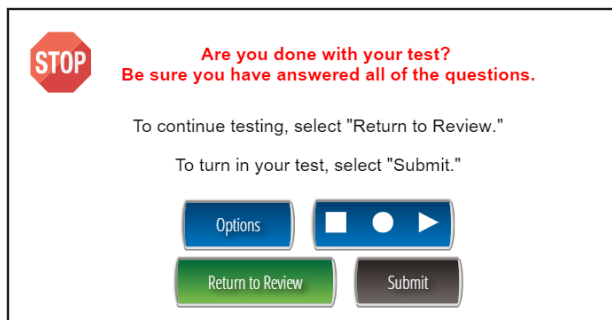 STOP
Are you done with your test?
Be sure you have answered all of the questions.
To continue testing, select "Return to Review."
To turn in your test, select "Submit."
Options
Return to Review
Submit